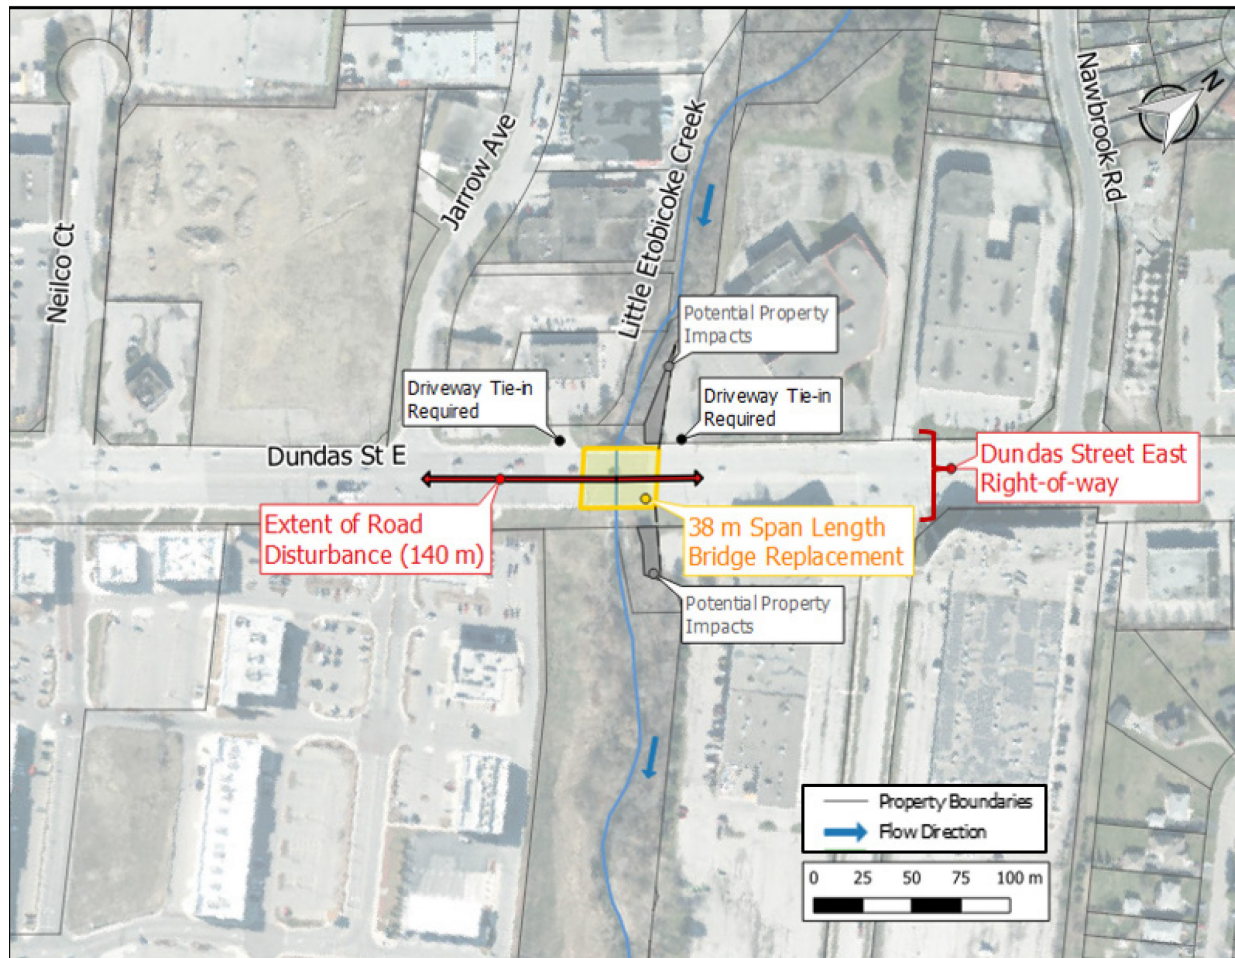 Neilco Ct
Jarrow Ave
Little Etobicoke Creek
Nawbrook Rd
N
Potential Property
Impacts
Driveway Tie-in
Required
Driveway Tie-in
Required
Dundas St E
Dundas Street East
Right-of-way
Extent of Road
Disturbance (140 m)
38 m Span Length
Bridge Replacement
Potential Property
Impacts
Property Boundaries
Flow Direction
0 25 50 75 100 m